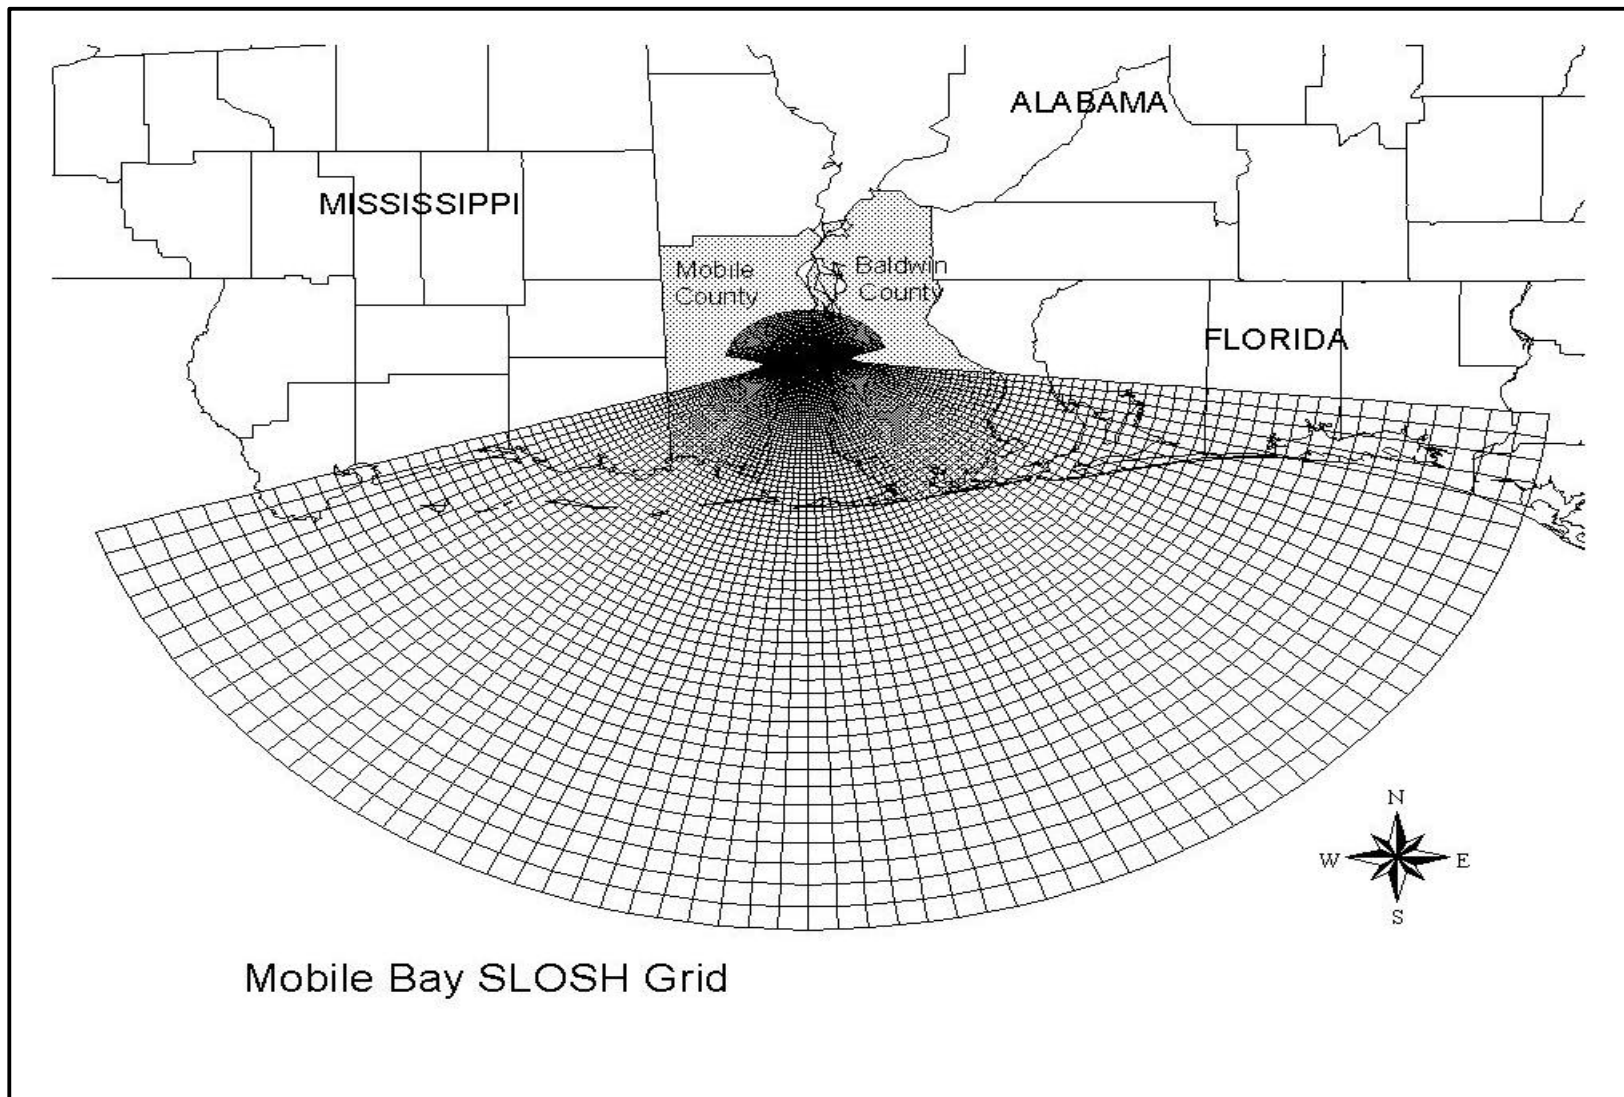 ALABAMA
MISSISSIPPI
Mobile
County
Baldwin
County
FLORIDA
N
W
E
S
Mobile Bay SLOSH Grid